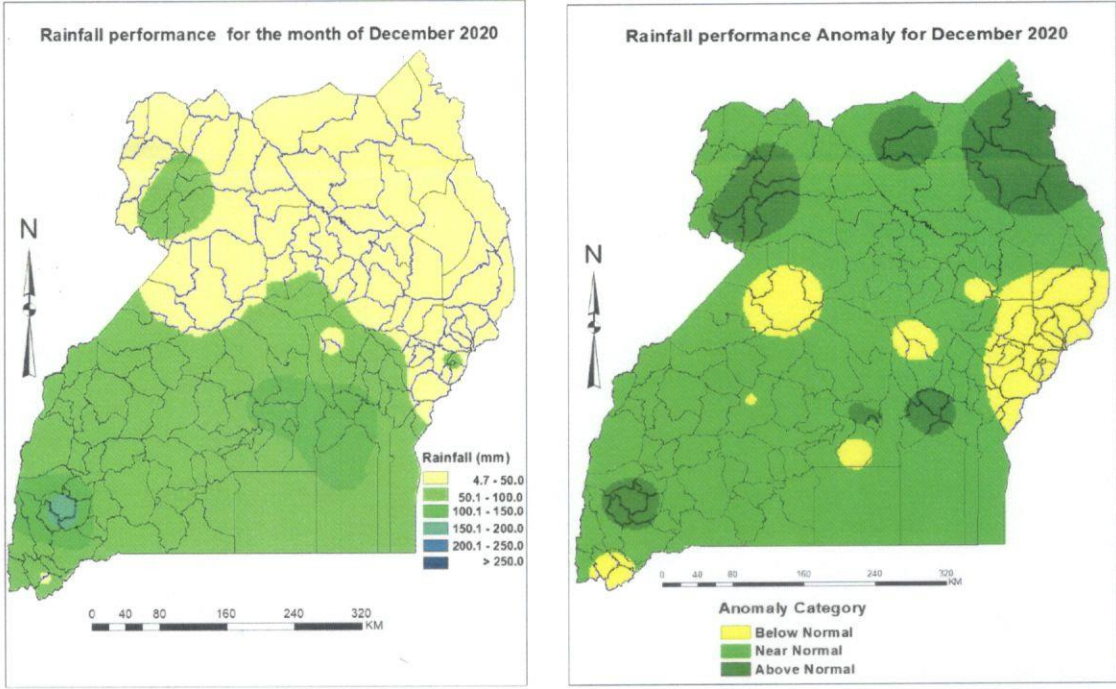 Rainfall performance for the month of December 2020
N
Rainfall (mm)
4.7 - 50.0
50.1 - 100.0
100.1 - 150.0
150.1 - 200.0
200.1 - 250.0
> 250.0
0 40 80 160 240 320
KM
Rainfall performance Anomaly for December 2020
N
0 40 80 160 240 320
KM
Anomaly Category
Below Normal
Near Normal
Above Normal